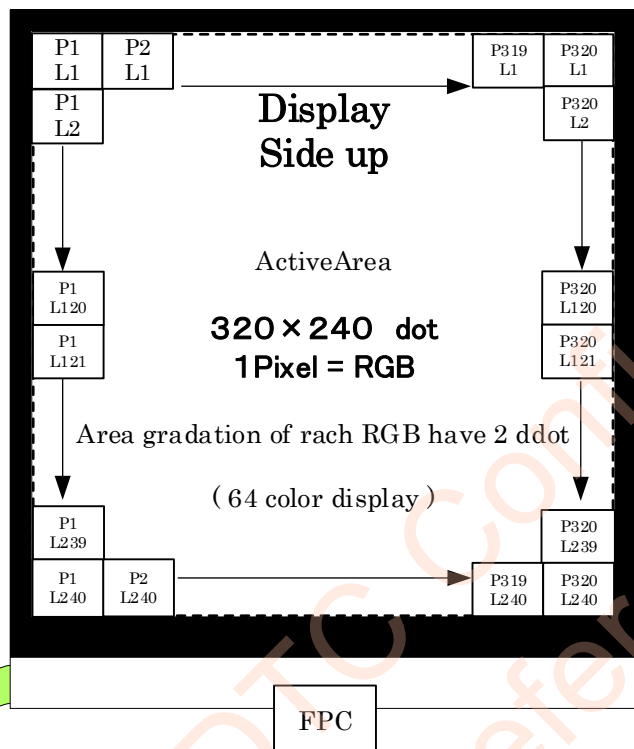 P1 P2 P319 P320
L1 L1 L1 L1
P1 P320
L2 L2
Display
Side up
ActiveArea
P1 P320
L120 L120
P1 P320
L121 L121
320×240 dot
1Pixel = RGB
Area gradation of rach RGB have 2 ddot
( 64 color display )
P1 P320
L239 L239
P1 P2 P319 P320
L240 L240 L240 L240
FPC